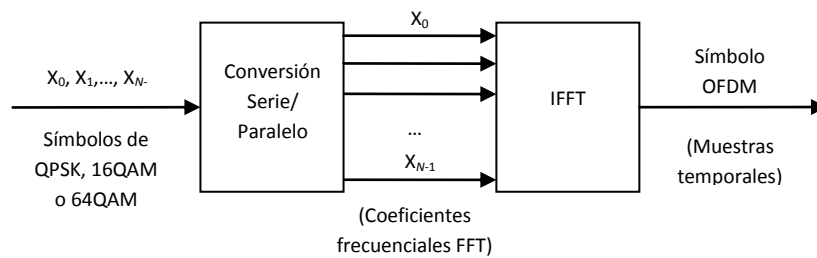 X0, X1,…, XN-
Símbolos de
QPSK, 16QAM
o 64QAM
Conversión
Serie/
Paralelo
X0
…
XN-1
(Coeficientes
frecuenciales FFT)
IFFT
Símbolo
OFDM
(Muestras
temporales)